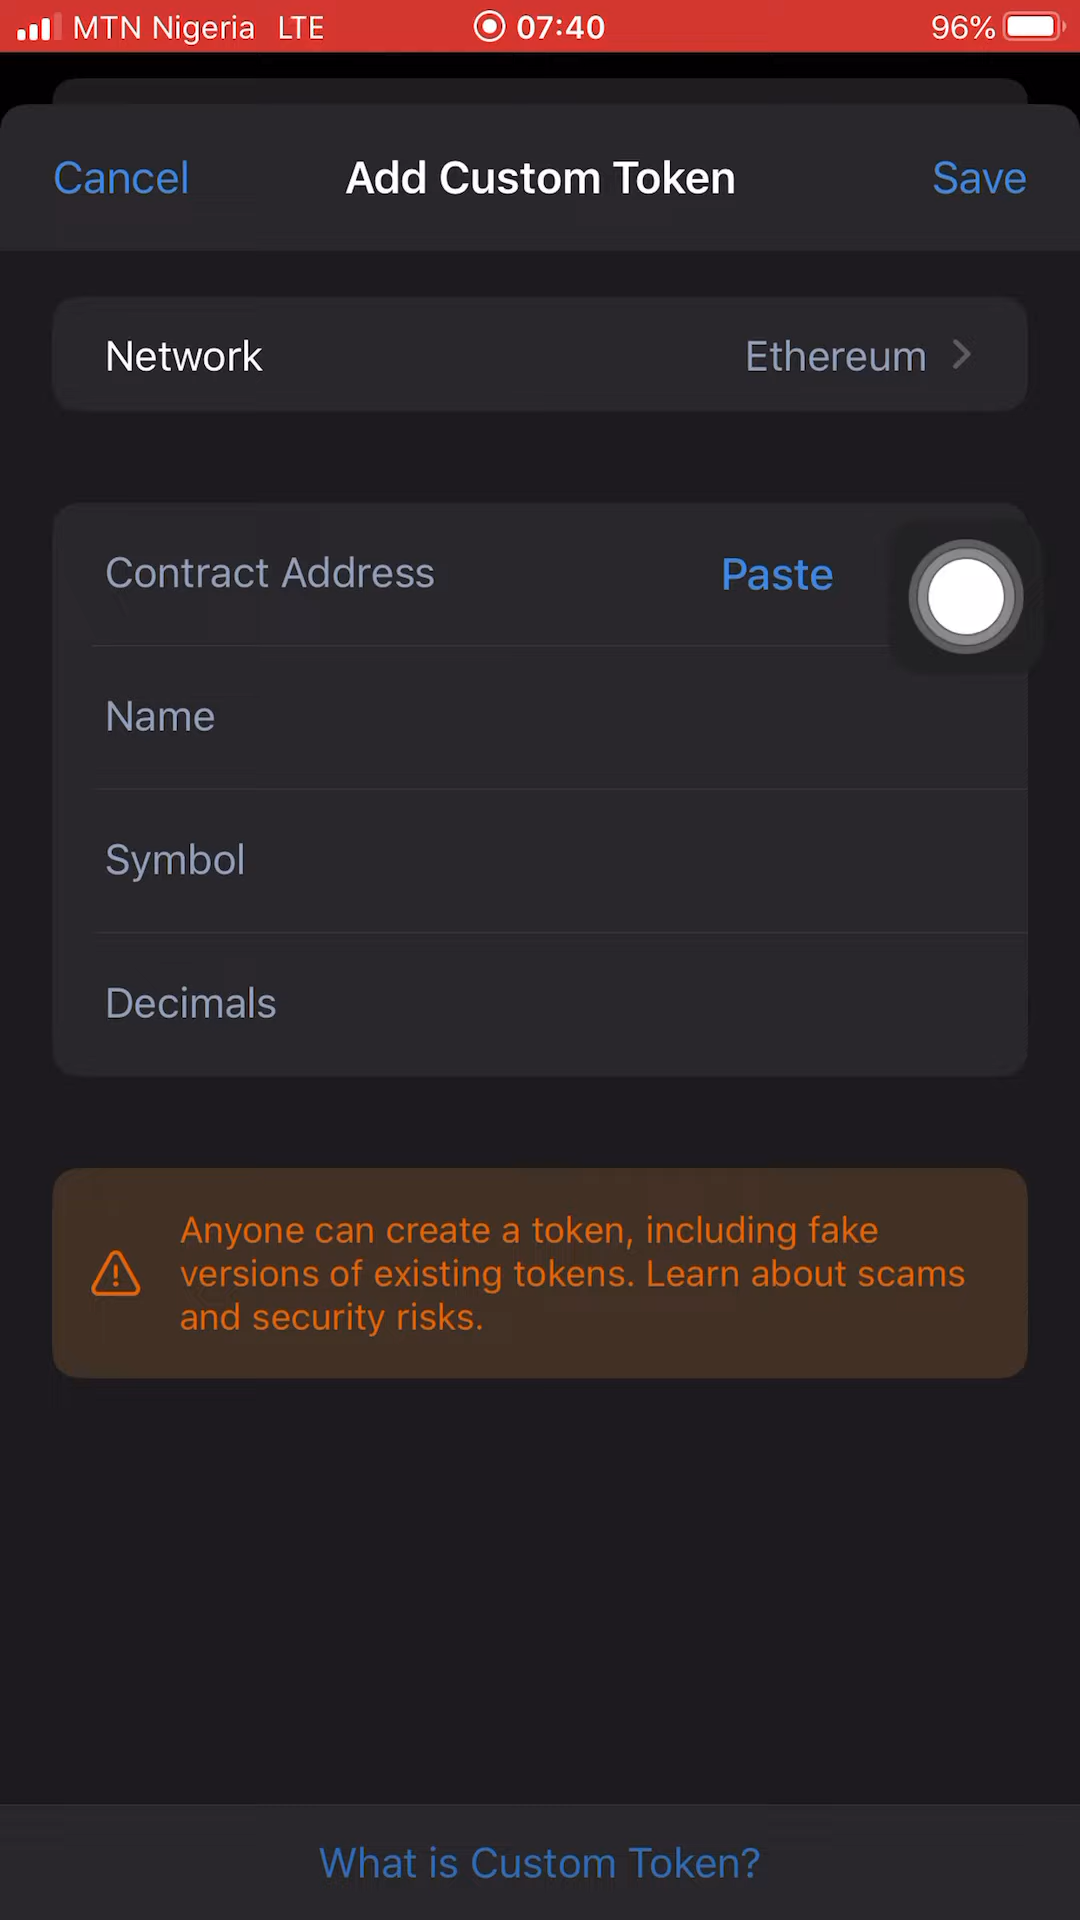 MTN Nigeria LTE 07:40 96%
Cancel Add Custom Token Save
Network Ethereum
Contract Address Paste
Name
Symbol
Decimals
Anyone can create a token, including fake
versions of existing tokens. Learn about scams
and security risks.
What is Custom Token?